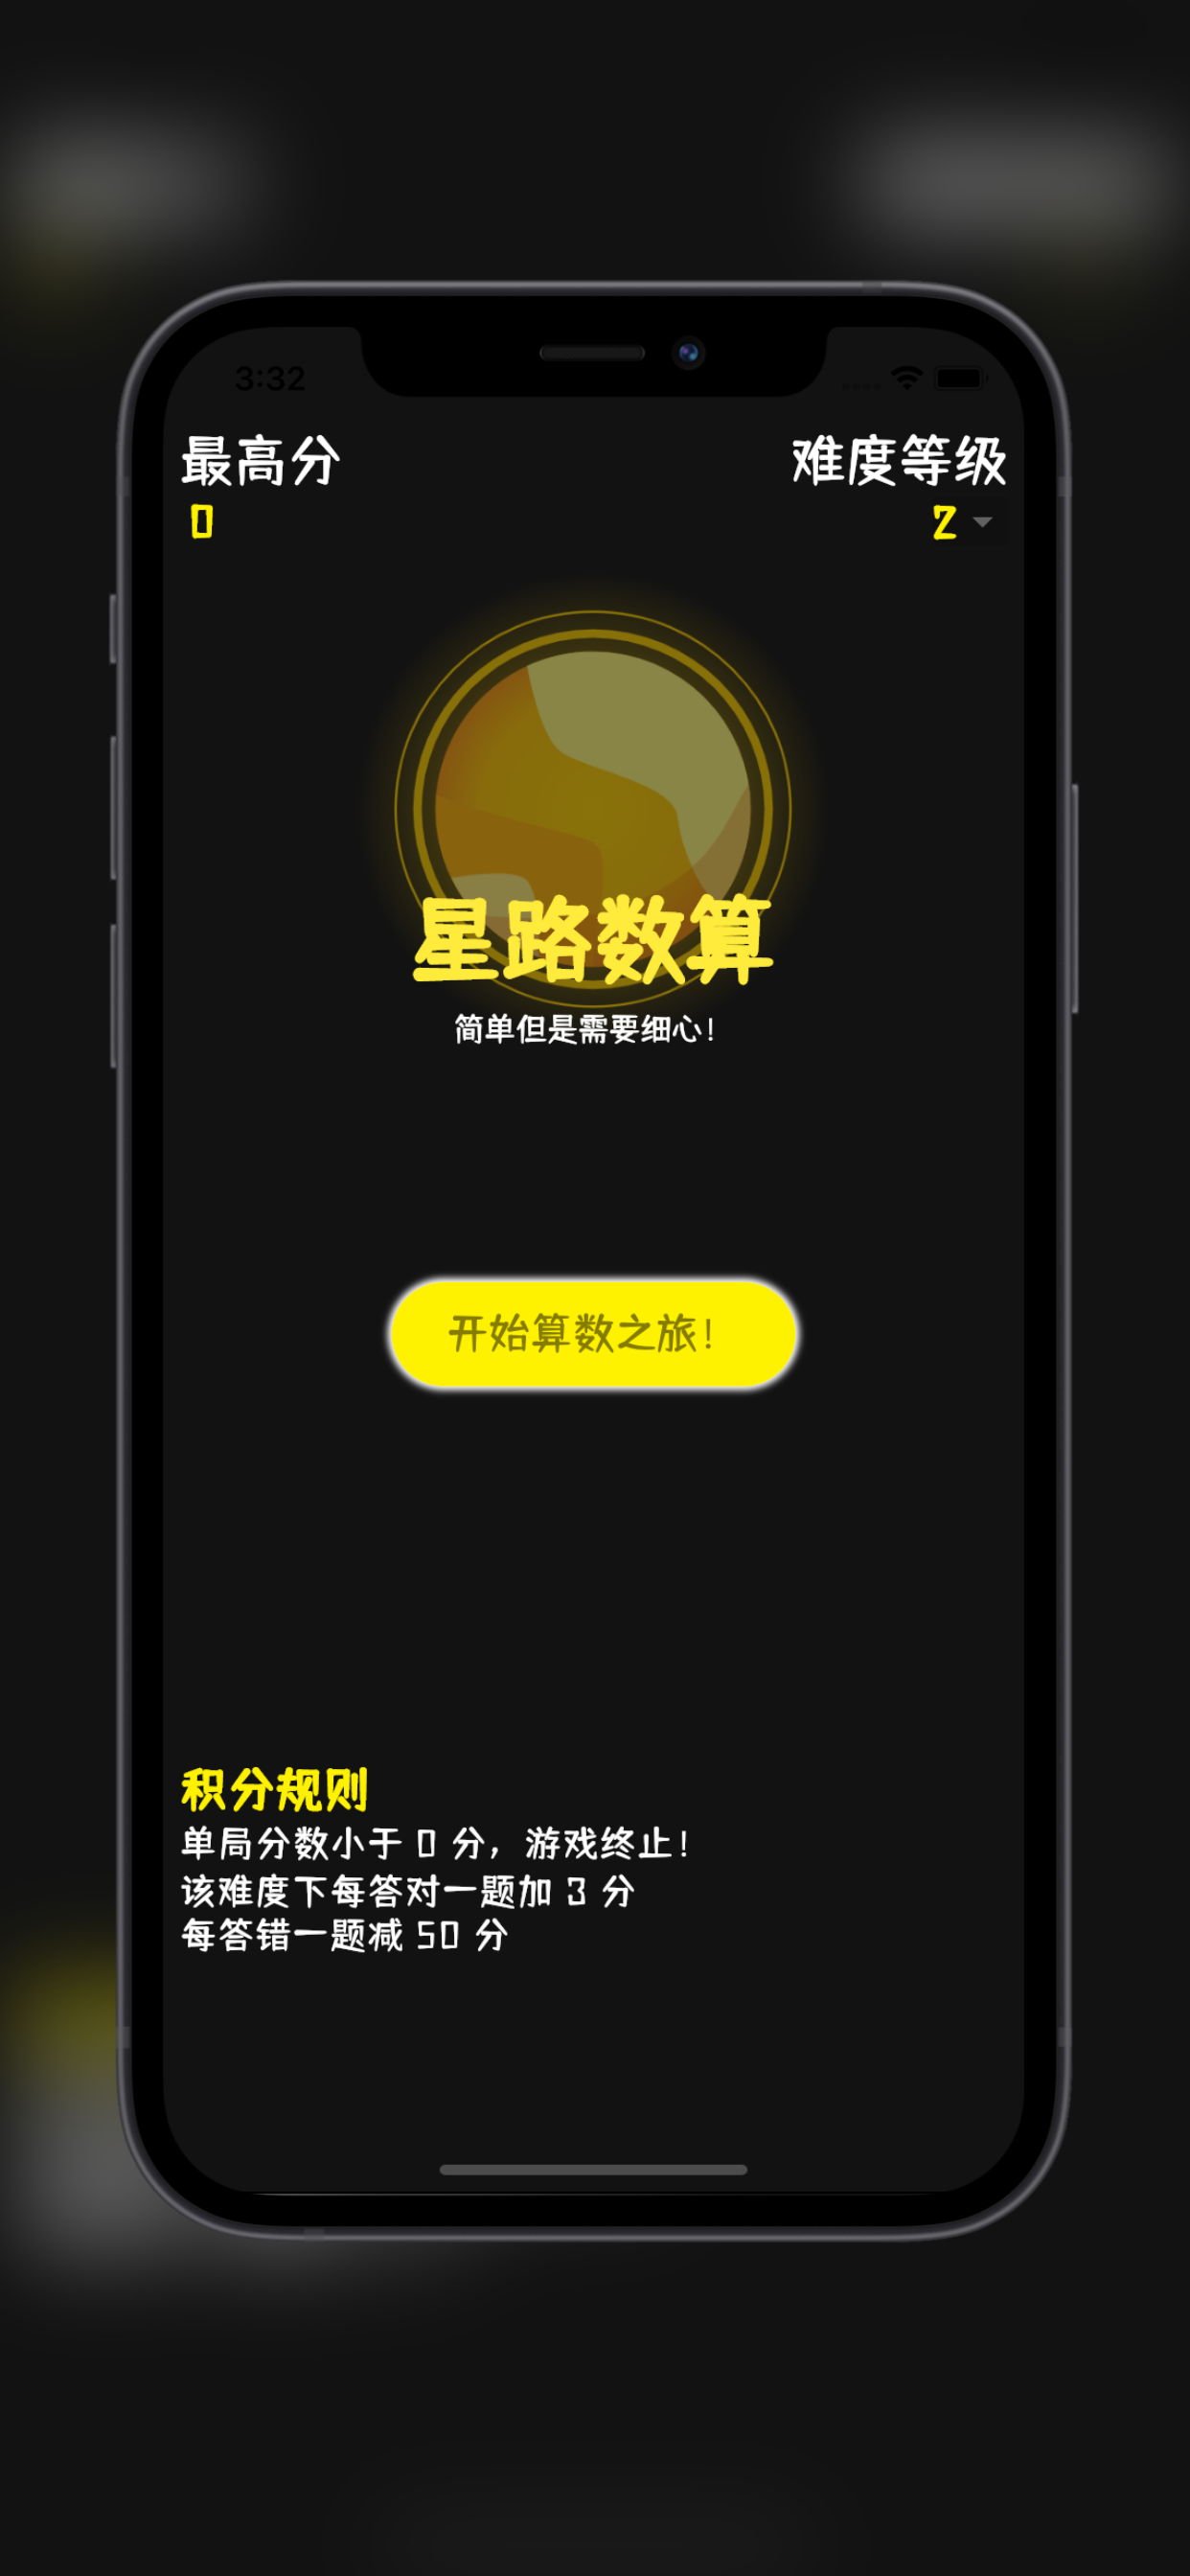 3:32
最高分 难度等级
0 2
星路数算
简单但是需要细心!
开始算数之旅!
积分规则
单局分数小于 0 分，游戏终止!
该难度下每答对一题加 3 分
每答错一题减 50 分